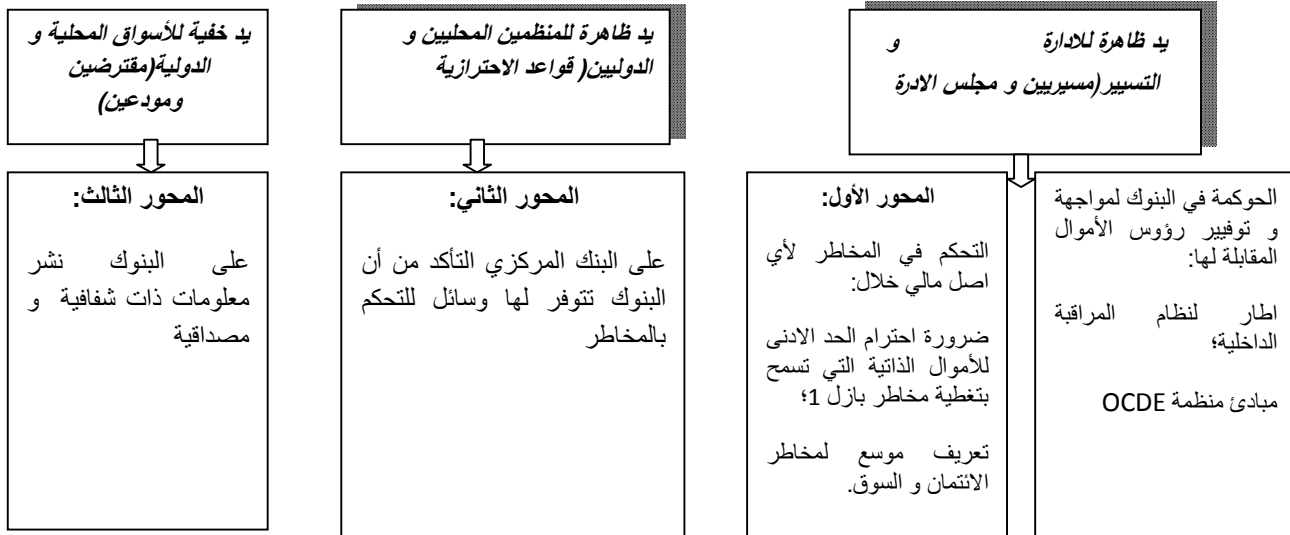 يد ظاهرة للادارة و
التسيير(مسيريين و مجلس الادرة
يد ظاهرة للمنظمين المحليين و
الدوليين( قواعد الاحترازية
يد خفية للأسواق المحلية و
الدولية(مقترضين
ومودعين)
الحوكمة في البنوك لمواجهة
و توفيير رؤوس الأموال
المقابلة لها:
اطار لنظام المراقبة
الداخلية؛
مبادئ منظمة OCDE
المحور الأول:
التحكم في المخاطر لأي
اصل مالي خلال:
ضرورة احترام الحد الادنى
للأموال الذاتية التي تسمح
بتغطية مخاطر بازل 1؛
تعريف موسع لمخاطر
الائتمان و السوق.
المحور الثاني:
على البنك المركزي التأكد من أن
البنوك تتوفر لها وسائل للتحكم
بالمخاطر
المحور الثالث:
على البنوك نشر
معلومات ذات شفافية و
مصداقية